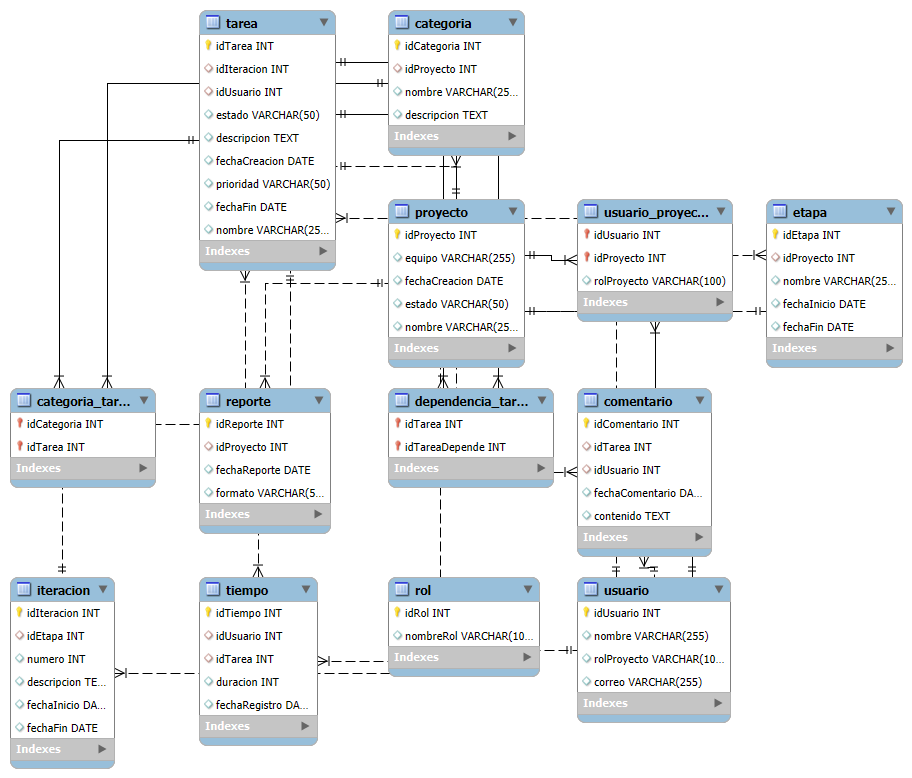 tarea
idTarea INT
idIteracion INT
idUsuario INT
estado VARCHAR(50)
descripcion TEXT
fechaCreacion DATE
prioridad VARCHAR(50)
fechaFin DATE
nombre VARCHAR(25...
Indexes
categoria
idCategoria INT
idProyecto INT
nombre VARCHAR(25...
descripcion TEXT
Indexes
proyecto
idProyecto INT
equipo VARCHAR(255)
fechaCreacion DATE
estado VARCHAR(50)
nombre VARCHAR(25...
Indexes
usuario_proyec...
idUsuario INT
idProyecto INT
rolProyecto VARCHAR(100)
Indexes
etapa
idEtapa INT
idProyecto INT
nombre VARCHAR(25...
fechaInicio DATE
fechaFin DATE
Indexes
categoria_tar...
idCategoria INT
idTarea INT
Indexes
reporte
idReporte INT
idProyecto INT
fechaReporte DATE
formato VARCHAR(5...
Indexes
dependencia_tar...
idTarea INT
idTareaDepende INT
Indexes
comentario
idComentario INT
idTarea INT
idUsuario INT
fechaComentario DA...
contenido TEXT
Indexes
iteracion
idIteracion INT
idEtapa INT
numero INT
descripcion TE...
fechaInicio DA...
fechaFin DATE
Indexes
tiempo
idTiempo INT
idUsuario INT
idTarea INT
duracion INT
fechaRegistro DA...
Indexes
rol
idRol INT
nombreRol VARCHAR(10...
Indexes
usuario
idUsuario INT
nombre VARCHAR(255)
rolProyecto VARCHAR(10...
correo VARCHAR(255)
Indexes